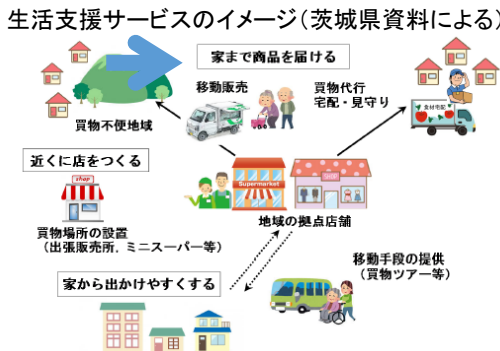 生活支援サービスのイメージ（茨城県資料による）
家まで商品を届ける
移動販売
買物代行
宅配・見守り
買物不便地域
食材宅配
近くに店をつくる
shop
Supermarket
SHOP
買物場所の設置
（出張販売所，ミニスーパー等）
地域の拠点店舗
移動手段の提供
（買物ツアー等）
家から出かけやすくする